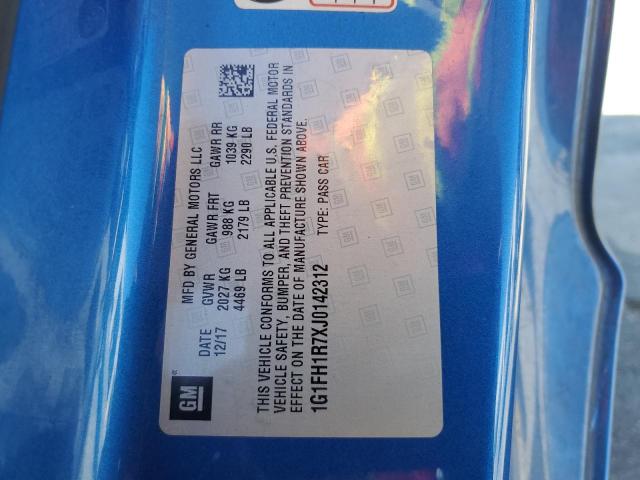 MFD BY GENERAL MOTORS LLC
DATE GVWR GAWR FRT GAWR RR
12/17 2027 KG 988 KG 1039 KG
4469 LB 2179 LB 2290 LB
THIS VEHICLE CONFORMS TO ALL APPLICABLE U.S. FEDERAL MOTOR
VEHICLE SAFETY, BUMPER, AND THEFT PREVENTION STANDARDS IN
EFFECT ON THE DATE OF MANUFACTURE SHOWN ABOVE.
1G1FH1R7XJ0142312 TYPE: PASS CAR
GM